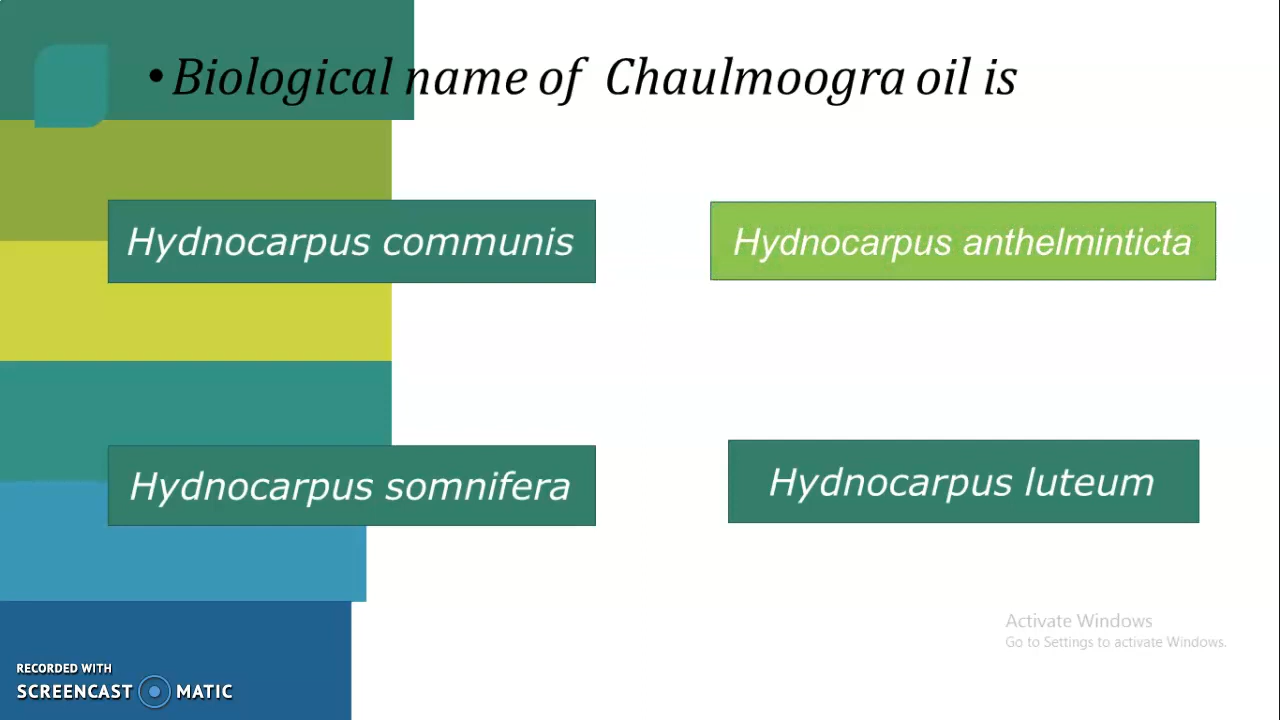 • Biological name of Chaulmoogra oil is
Hydnocarpus communis
Hydnocarpus anthelminticta
Hydnocarpus somnifera
Hydnocarpus luteum
Activate Windows
Go to Settings to activate Windows.
RECORDED WITH
SCREENCAST MATIC